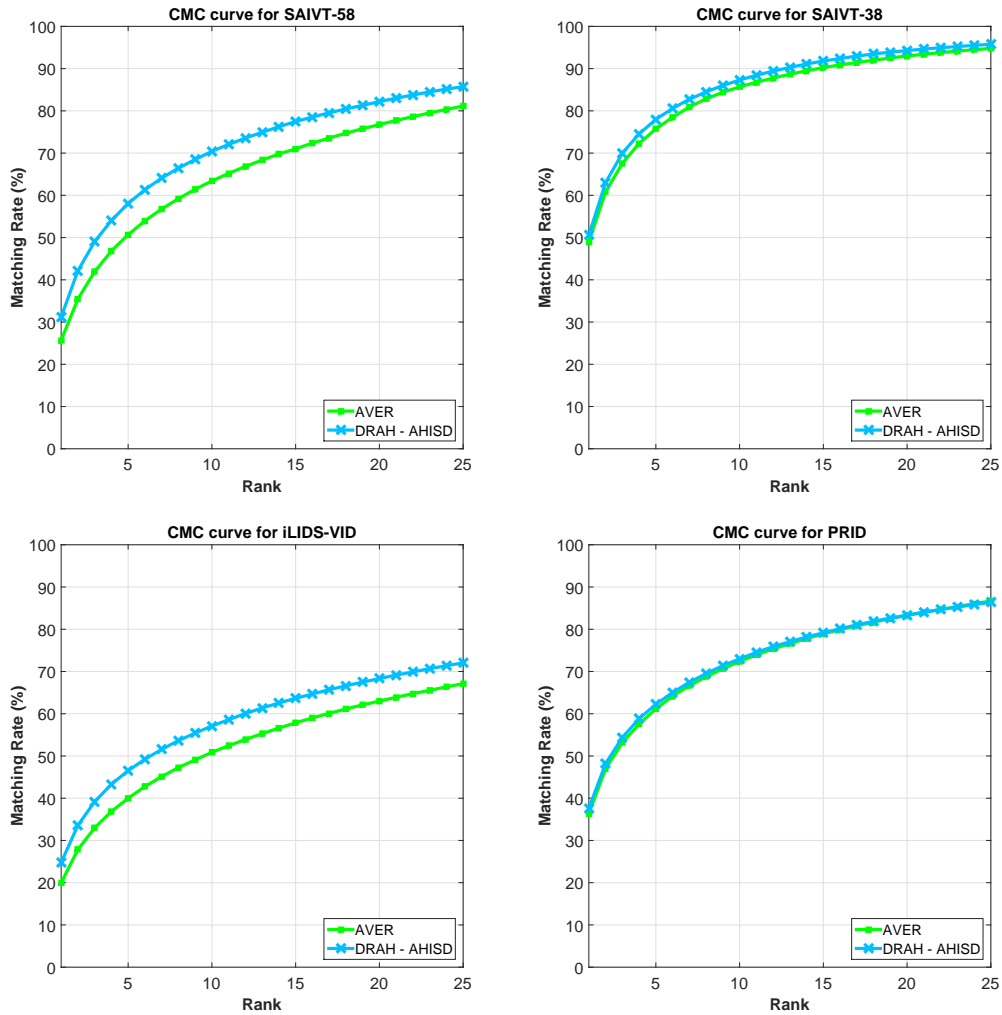 CMC curve for SAIVT-58
100
90
80
70
60
50
40
30
20
10
0
Matching Rate (%)
5 10 15 20 25
Rank
AVER
DRAH - AHISD
CMC curve for SAIVT-38
100
90
80
70
60
50
40
30
20
10
0
Matching Rate (%)
5 10 15 20 25
Rank
AVER
DRAH - AHISD
CMC curve for iLIDS-VID
100
90
80
70
60
50
40
30
20
10
0
Matching Rate (%)
5 10 15 20 25
Rank
AVER
DRAH - AHISD
CMC curve for PRID
100
90
80
70
60
50
40
30
20
10
0
Matching Rate (%)
5 10 15 20 25
Rank
AVER
DRAH - AHISD